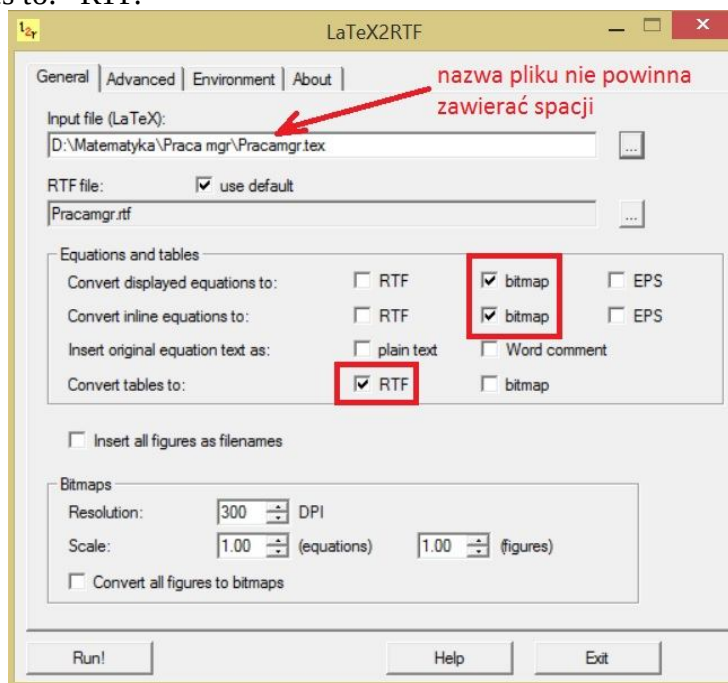 RTF.
LaTeX2RTF
General Advanced Environment About
nazwa pliku nie powinna
zawierać spacji
Input file (LaTeX):
D:\Matematyka\Praca mgr\Pracamgr.tex
...
RTF file: use default
Pracamgr.rtf
...
Equations and tables
Convert displayed equations to: RTF bitmap EPS
Convert inline equations to: RTF bitmap EPS
Insert original equation text as: plain text Word comment
Convert tables to: RTF bitmap
Insert all figures as filenames
Bitmaps
Resolution: 300 DPI
Scale: 1.00 (equations) 1.00 (figures)
Convert all figures to bitmaps
Run! Help Exit